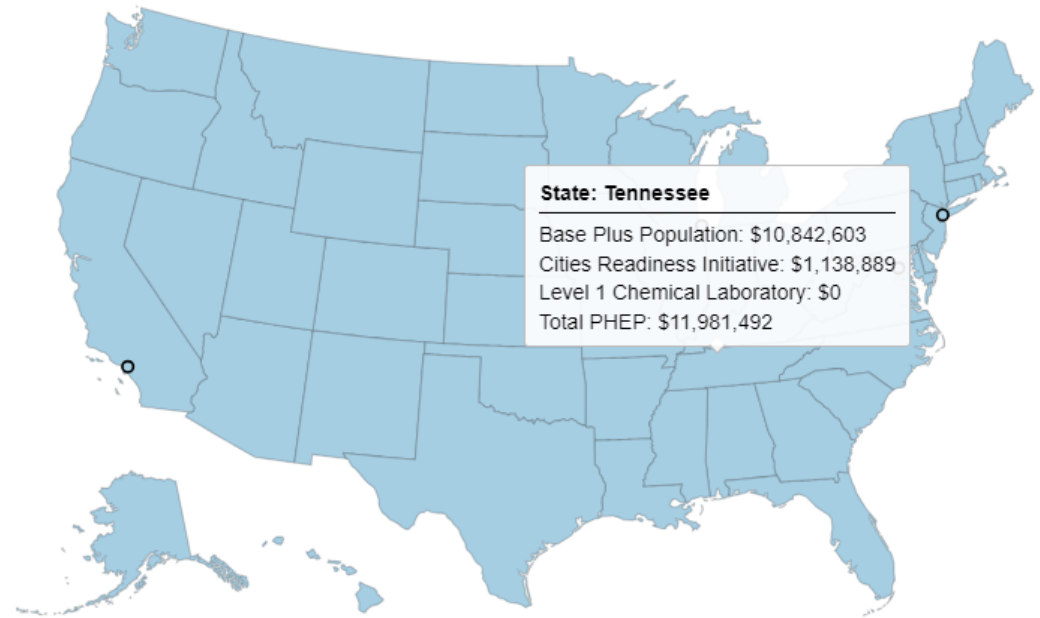 State: Tennessee
Base Plus Population: $10,842,603
Cities Readiness Initiative: $1,138,889
Level 1 Chemical Laboratory: $0
Total PHEP: $11,981,492